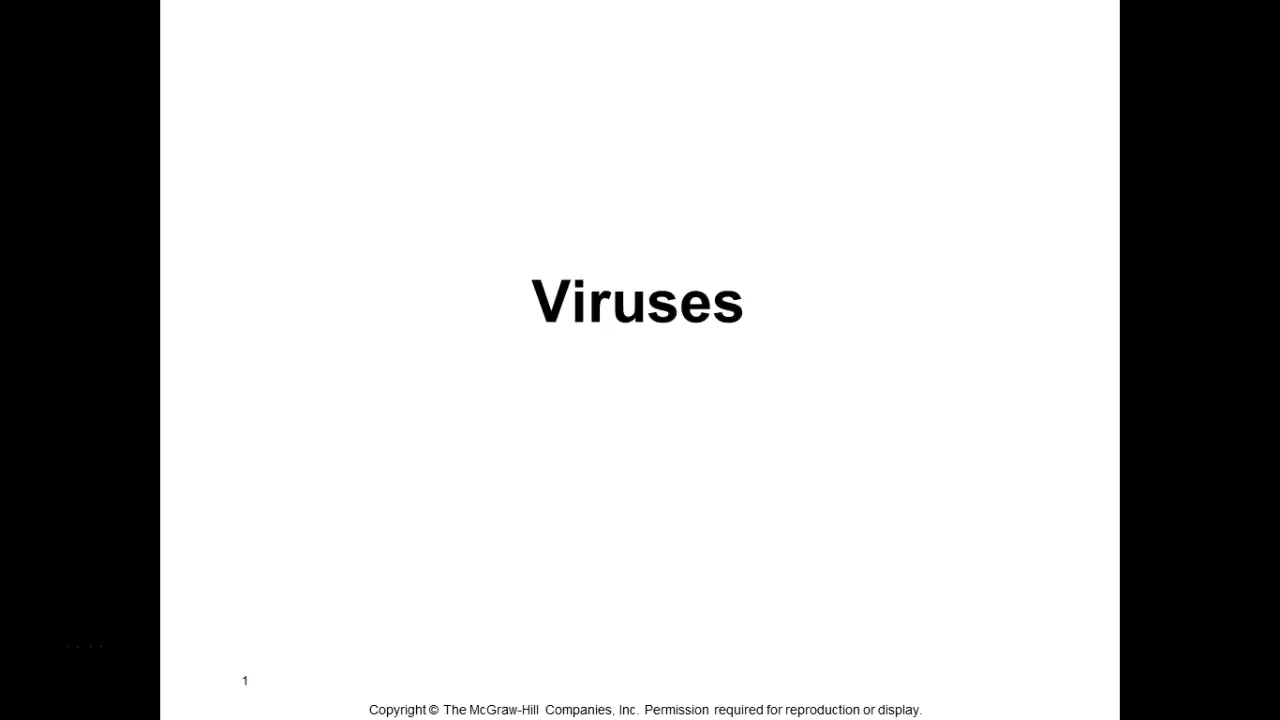 Viruses
1
Copyright © The McGraw-Hill Companies, Inc. Permission required for reproduction or display.